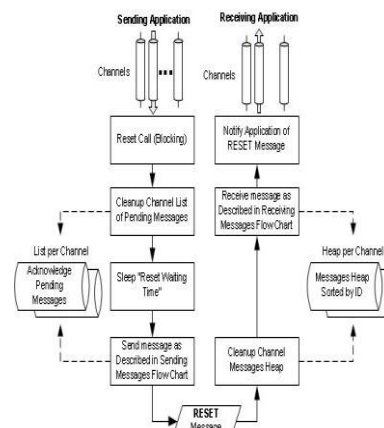 Sending Application
Receiving Application
Channels
Channels
Reset Call (Blocking)
Notify Application of
RESET Message
Cleanup Channel List
of Pending Messages
Receive message as
Described in Receiving
Messages Flow Chart
List per Channel
Acknowledge
Pending
Messages
Sleep "Reset Waiting
Time"
Heap per Channel
Messages Heap
Sorted by ID
Send message as
Described in Sending
Messages Flow Chart
Cleanup Channel
Messages Heap
RESET
Message